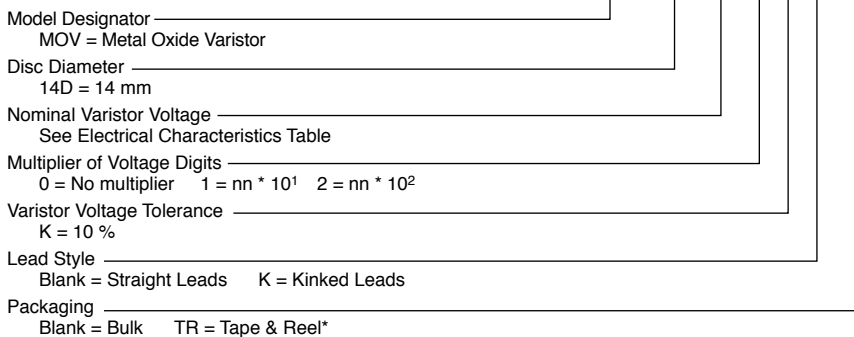 Model Designator
MOV = Metal Oxide Varistor
Disc Diameter
14D = 14 mm
Nominal Varistor Voltage
See Electrical Characteristics Table
Multiplier of Voltage Digits
0 = No multiplier 1 = nn * 10¹ 2 = nn * 10²
Varistor Voltage Tolerance
K = 10 %
Lead Style
Blank = Straight Leads K = Kinked Leads
Packaging
Blank = Bulk TR = Tape & Reel*